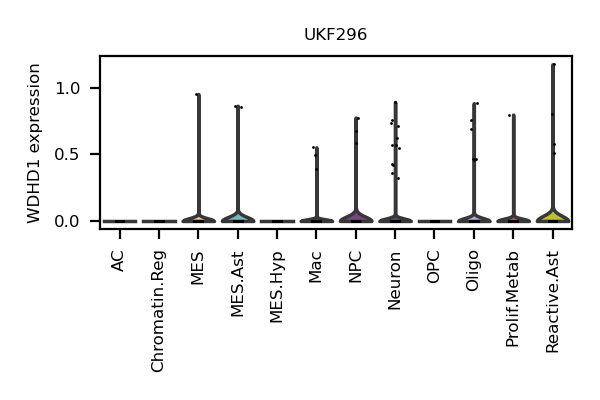 UKF296
WDHD1 expression
1.0
0.5
0.0
AC
Chromatin.Reg
MES
MES.Ast
MES.Hyp
Mac
NPC
Neuron
OPC
Oligo
Prolif.Metab
Reactive.Ast